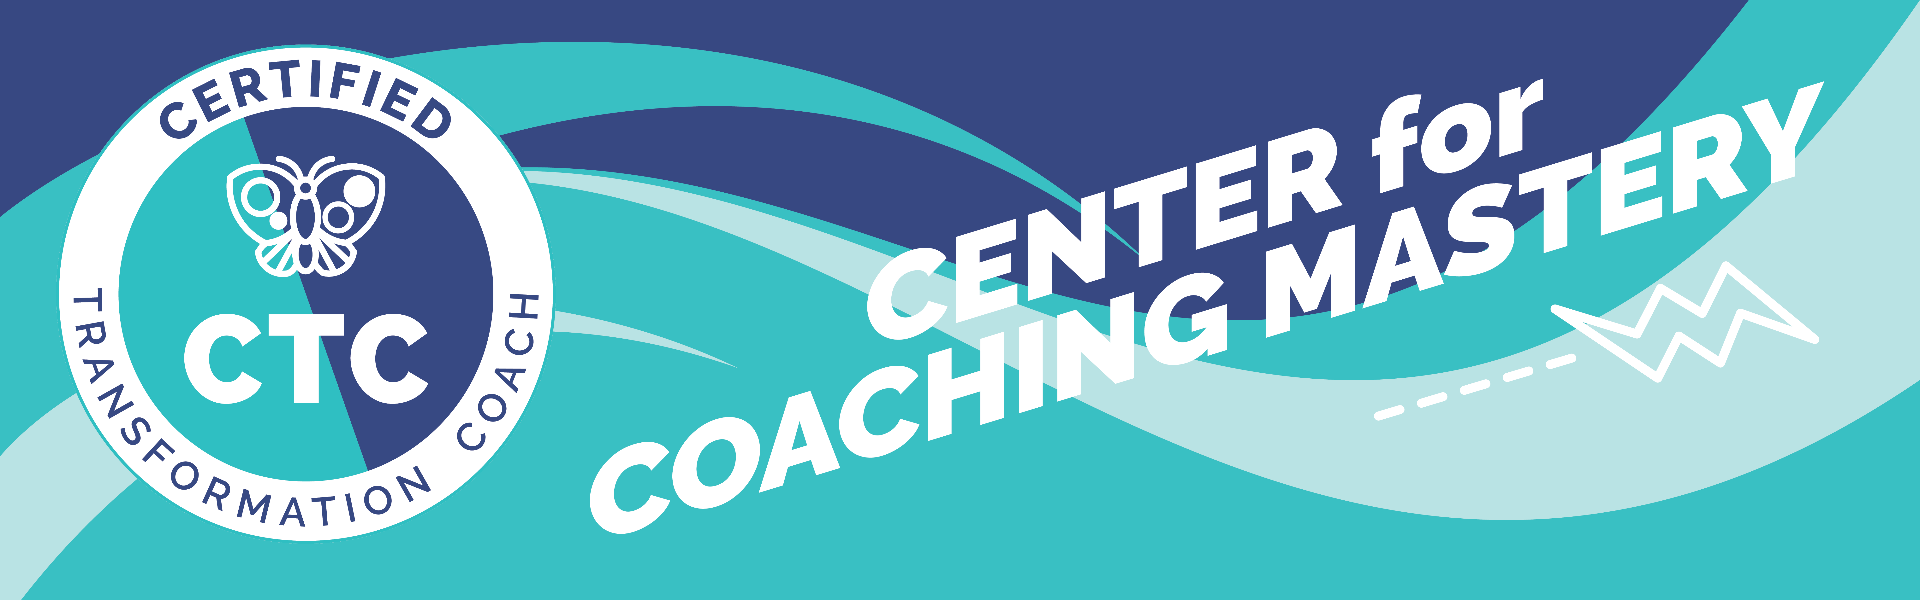 CERTIFIED
CTC
TRANSFORMATION COACH
CENTER for
COACHING MASTERY